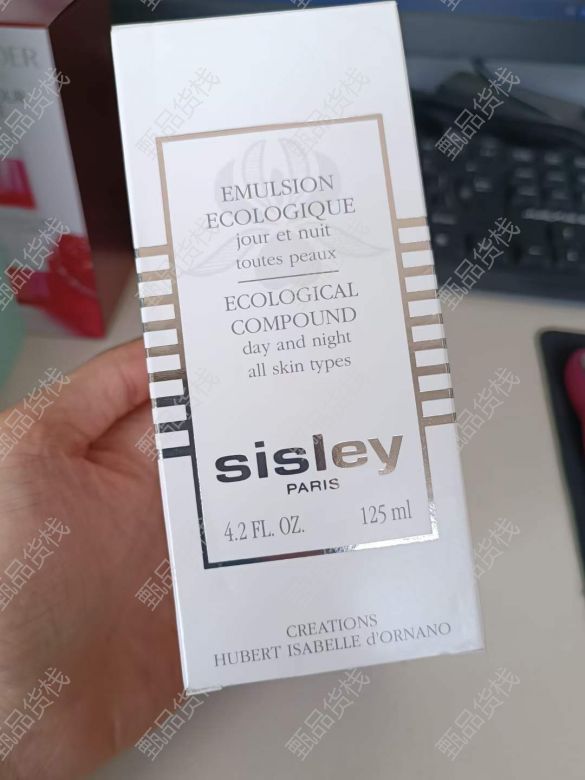 EMULSION
ECOLOGIQUE
jour et nuit
toutes peaux
ECOLOGICAL
COMPOUND
day and night
all skin types
sisley
PARIS
4.2 FL. OZ. 125 ml
CREATIONS
HUBERT ISABELLE d'ORNANO
甄品货栈